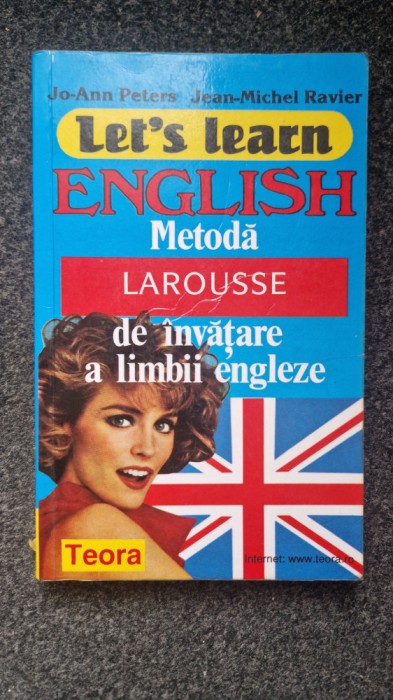 Jo-Ann Peters Jean-Michel Ravier
Let's learn
ENGLISH
Metodă
LAROUSSE
de învățare
a limbii engleze
Teora
Internet: www.teora.ro